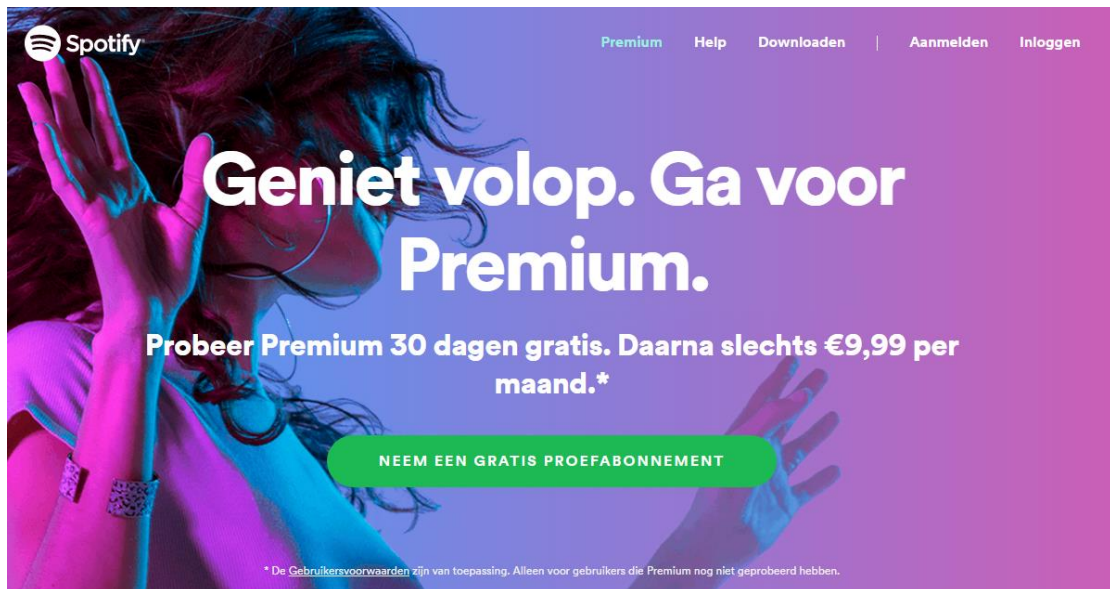 Spotify
Premium Help Downloaden | Aanmelden Inloggen
Geniet volop. Ga voor
Premium.
Probeer Premium 30 dagen gratis. Daarna slechts €9,99 per
maand.*
NEEM EEN GRATIS PROEFABONNEMENT
* De Gebruikersvoorwaarden zijn van toepassing. Alleen voor gebruikers die Premium nog niet geprobeerd hebben.